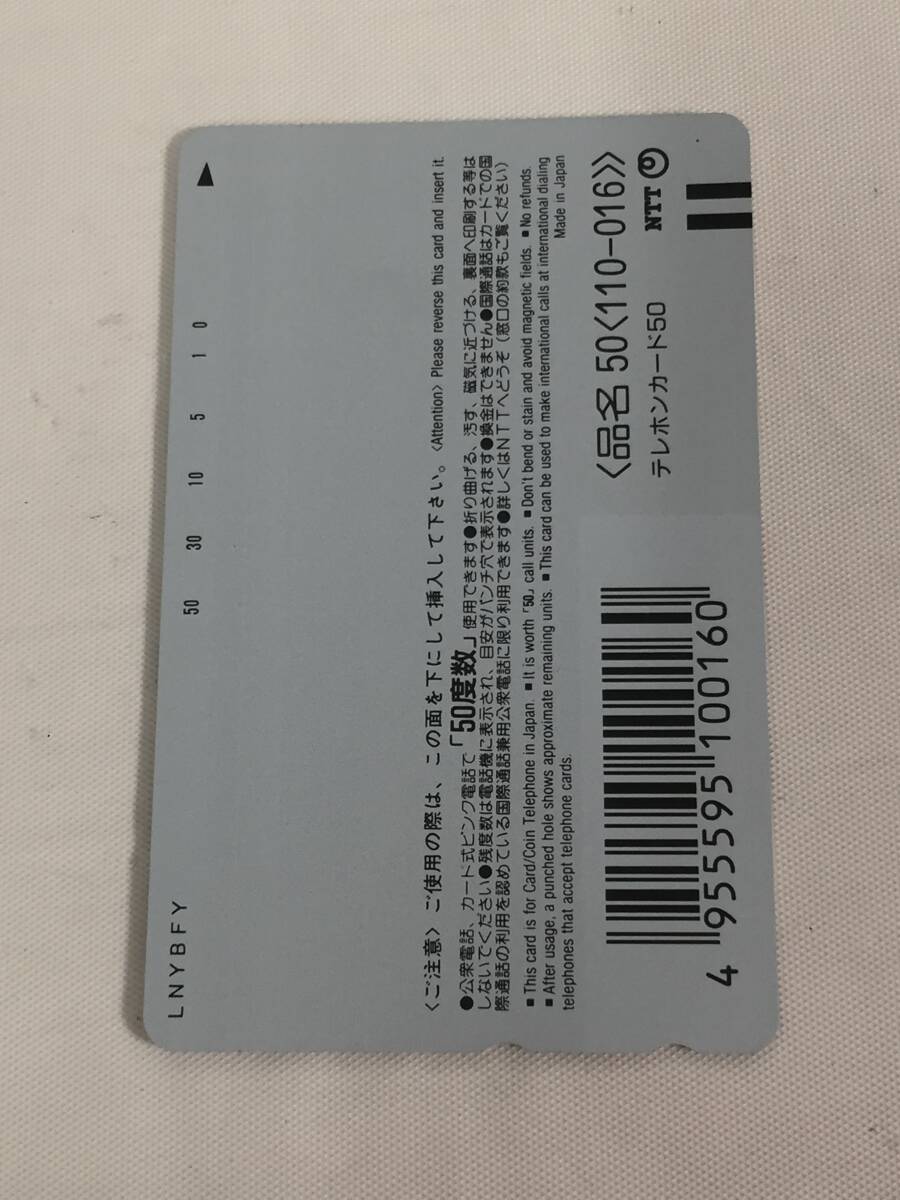 LNYBFY
50 30 10 5 1 0
〈ご注意〉ご使用の際は、この面を下にして挿入して下さい。〈Attention〉Please reverse this card and insert it.
●公衆電話、カード式ピンク電話で「50度数」使用できます●折り曲げる、汚す、磁気に近づける、裏面へ印刷する等は
しないでください●残度数は電話機に表示され、目安がパンチ穴で表示されます●換金はできません●国際通話はカードでの国
際通話の利用を認めている国際通話兼用公衆電話に限り利用できます●詳しくはNTTへどうぞ（窓口の約款もご覧ください）
■This card is for Card/Coin Telephone in Japan. ■It is worth「50」call units. ■Don't bend or stain and avoid magnetic fields. ■No refunds.
■After usage, a punched hole shows approximate remaining units. ■This card can be used to make international calls at international dialing
telephones that accept telephone cards. Made in Japan
〈品名 50〈110-016〉〉
テレホンカード50
NTT
4 955595 100160